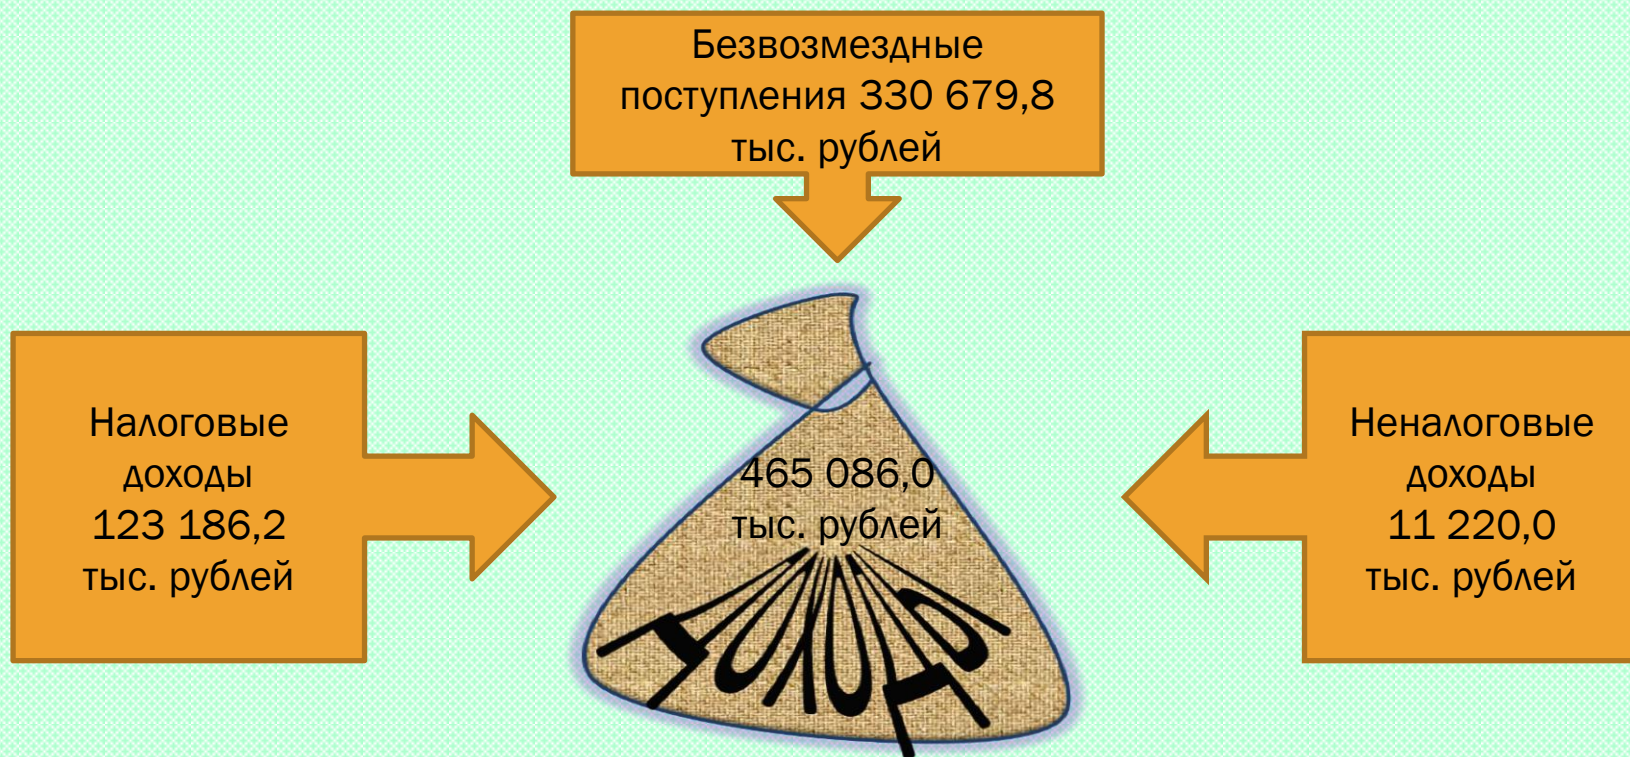 Безвозмездные
поступления 330 679,8
тыс. рублей
Налоговые
доходы
123 186,2
тыс. рублей
465 086,0
тыс. рублей
Неналоговые
доходы
11 220,0
тыс. рублей